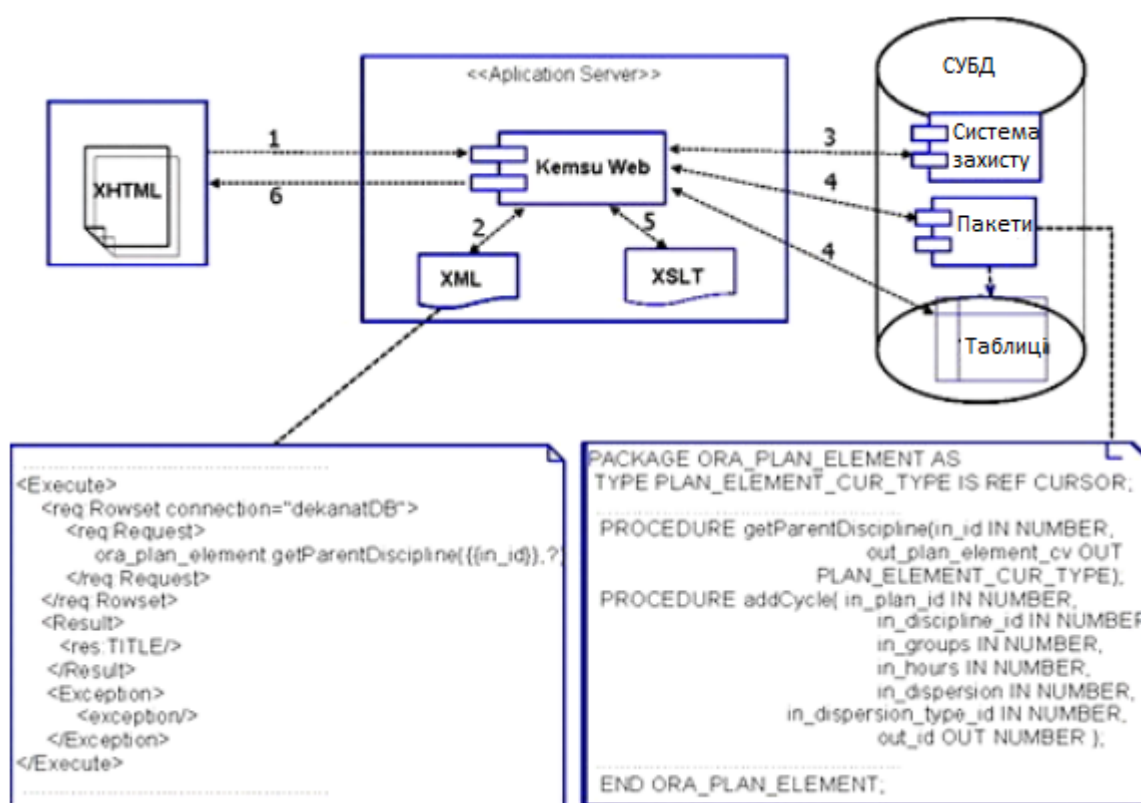 <<Aplication Server>>
СУБД
XHTML
1
6
Kemsu Web
2
5
XML
XSLT
3
4
4
Система
захисту
Пакети
Таблиці
<Execute>
<req:Rowset connection="dekanatDB">
<req:Request>
ora_plan_element.getParentDiscipline({{in_id}},?)
</req:Request>
</req:Rowset>
<Result>
<res:TITLE/>
</Result>
<Exception>
<exception/>
</Exception>
</Execute>
PACKAGE ORA_PLAN_ELEMENT AS
TYPE PLAN_ELEMENT_CUR_TYPE IS REF CURSOR;
PROCEDURE getParentDiscipline(in_id IN NUMBER,
out_plan_element_cv OUT
PLAN_ELEMENT_CUR_TYPE);
PROCEDURE addCycle( in_plan_id IN NUMBER,
in_discipline_id IN NUMBER
in_groups IN NUMBER,
in_hours IN NUMBER,
in_dispersion IN NUMBER,
in_dispersion_type_id IN NUMBER,
out_id OUT NUMBER );
END ORA_PLAN_ELEMENT;